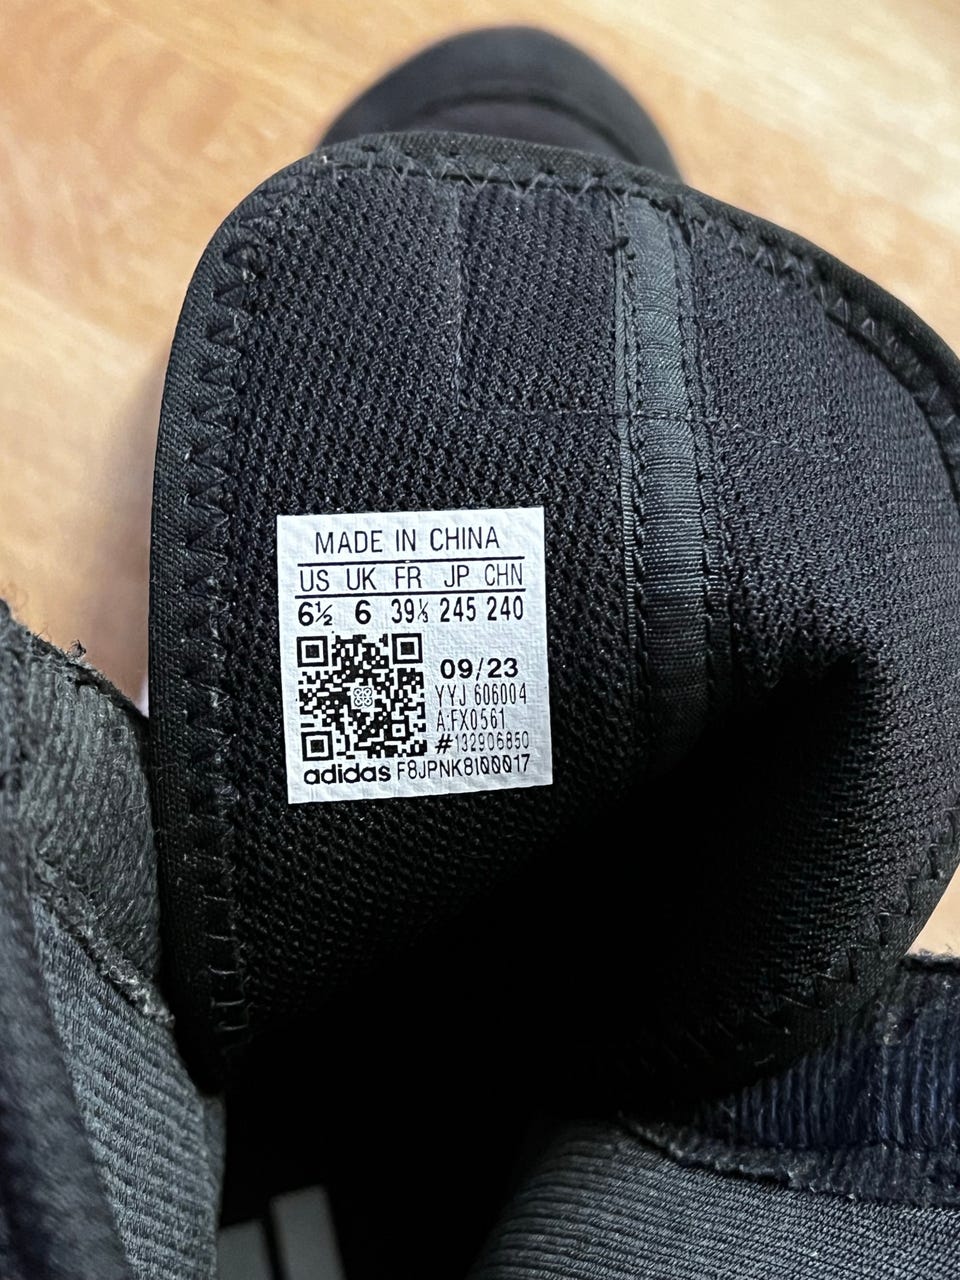 MADE IN CHINA
US UK FR JP CHN
6½ 6 39⅓ 245 240
09/23
YYJ 606004
A:FX0561
#132906850
adidas F8JPNK8I00017